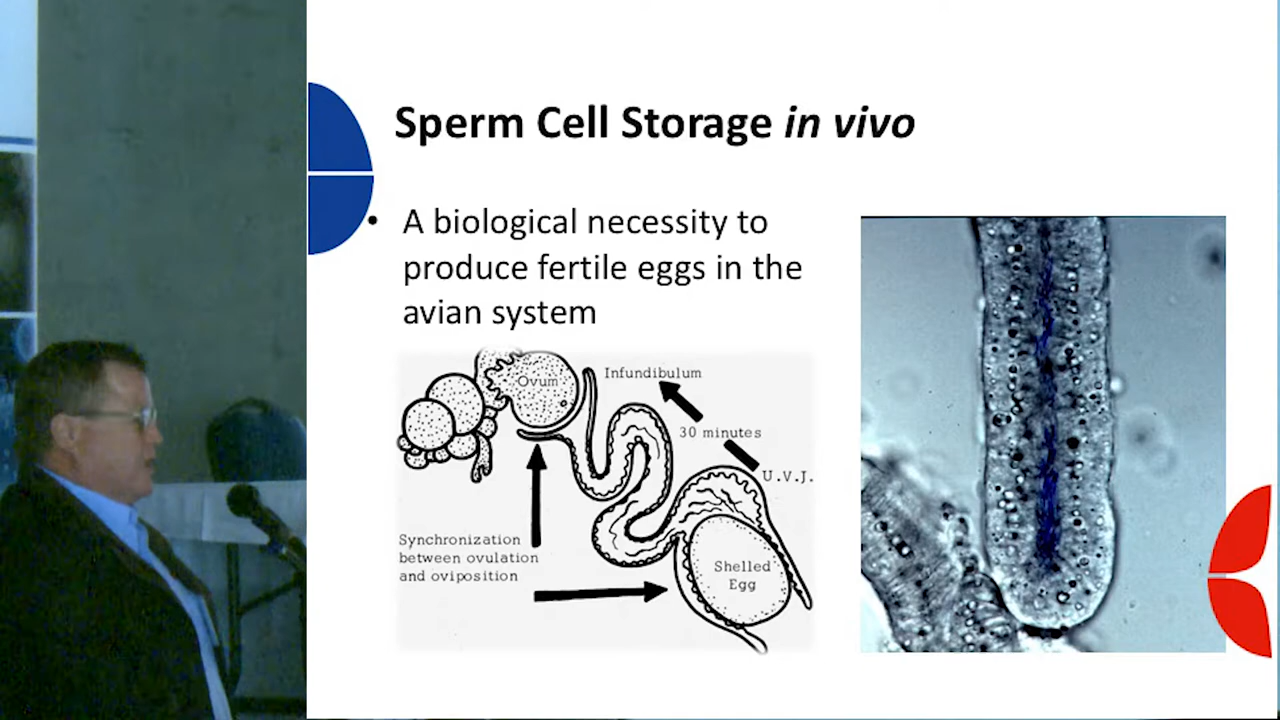 Sperm Cell Storage in vivo
• A biological necessity to
produce fertile eggs in the
avian system
Ovum
Infundibulum
30 minutes
U.V.J.
Synchronization
between ovulation
and oviposition
Shelled
Egg